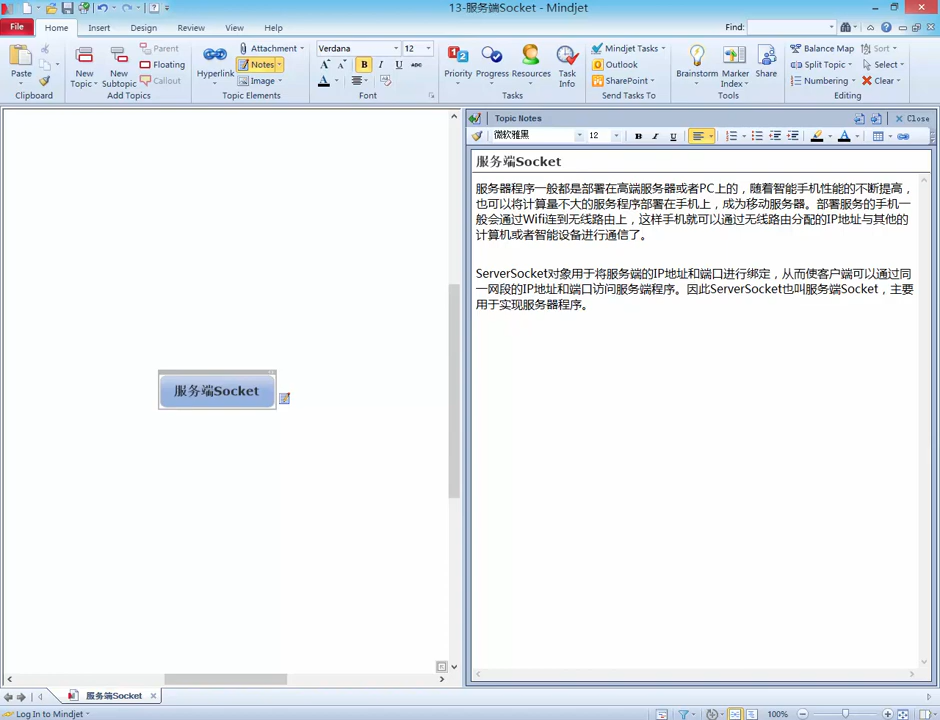 13-服务端Socket - Mindjet
File
Home
Insert
Design
Review
View
Help
Find:
Paste
Clipboard
New Topic
New Subtopic
Parent
Floating
Callout
Add Topics
Hyperlink
Attachment
Notes
Image
Topic Elements
Verdana
12
B
I
U
ABC
A
Font
Priority
Progress
Resources
Task Info
Tasks
Mindjet Tasks
Outlook
SharePoint
Send Tasks To
Brainstorm
Marker Index
Share
Tools
Balance Map
Split Topic
Numbering
Sort
Select
Clear
Editing
Topic Notes
Close
微软雅黑
12
B
I
U
A
服务端Socket
服务器程序一般都是部署在高端服务器或者PC上的，随着智能手机性能的不断提高，
也可以将计算量不大的服务程序部署在手机上，成为移动服务器。部署服务的手机一
般会通过Wifi连到无线路由上，这样手机就可以通过无线路由分配的IP地址与其他的
计算机或者智能设备进行通信了。
ServerSocket对象用于将服务端的IP地址和端口进行绑定，从而使客户端可以通过同
一网段的IP地址和端口访问服务端程序。因此ServerSocket也叫服务端Socket，主要
用于实现服务器程序。
服务端Socket
服务端Socket
Log In to Mindjet
100%